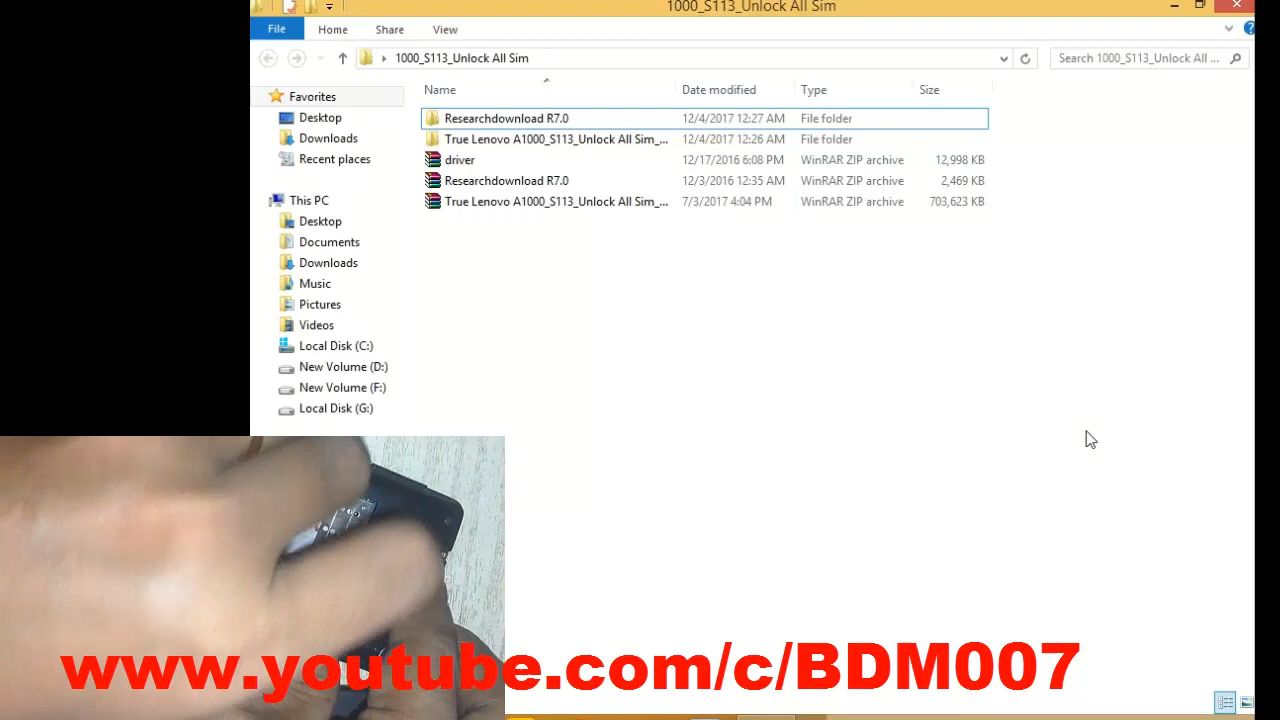 1000_S113_Unlock All Sim
File Home Share View
1000_S113_Unlock All Sim
Search 1000_S113_Unlock All ...
Name Date modified Type Size
Favorites
Desktop
Downloads
Recent places
This PC
Desktop
Documents
Downloads
Music
Pictures
Videos
Local Disk (C:)
New Volume (D:)
New Volume (F:)
Local Disk (G:)
Researchdownload R7.0 12/4/2017 12:27 AM File folder
True Lenovo A1000_S113_Unlock All Sim_... 12/4/2017 12:26 AM File folder
driver 12/17/2016 6:08 PM WinRAR ZIP archive 12,998 KB
Researchdownload R7.0 12/3/2016 12:35 AM WinRAR ZIP archive 2,469 KB
True Lenovo A1000_S113_Unlock All Sim_... 7/3/2017 4:04 PM WinRAR ZIP archive 703,623 KB
www.youtube.com/c/BDM007